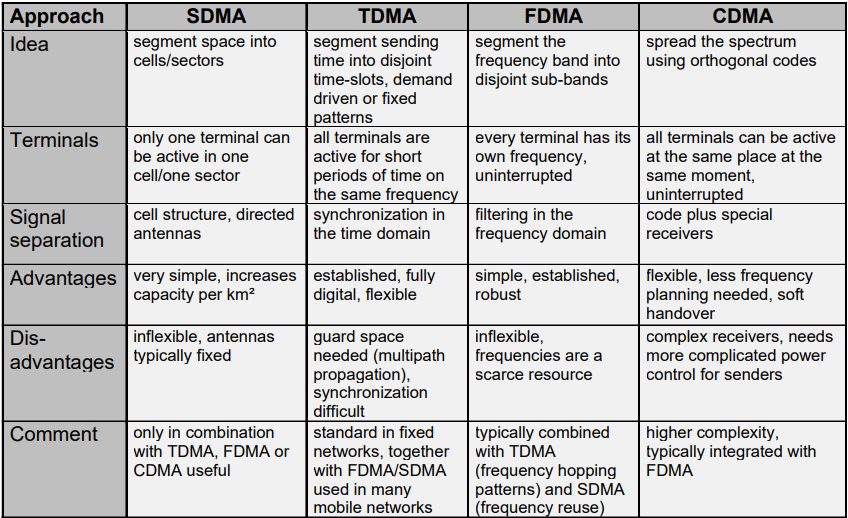 Approach
SDMA
TDMA
FDMA
CDMA
Idea
segment space into
cells/sectors
segment sending
time into disjoint
time-slots, demand
driven or fixed
patterns
segment the
frequency band into
disjoint sub-bands
spread the spectrum
using orthogonal codes
Terminals
only one terminal can
be active in one
cell/one sector
all terminals are
active for short
periods of time on
the same frequency
every terminal has its
own frequency,
uninterrupted
all terminals can be active
at the same place at the
same moment,
uninterrupted
Signal
separation
cell structure, directed
antennas
synchronization in
the time domain
filtering in the
frequency domain
code plus special
receivers
Advantages
very simple, increases
capacity per km²
established, fully
digital, flexible
simple, established,
robust
flexible, less frequency
planning needed, soft
handover
Dis-
advantages
inflexible, antennas
typically fixed
guard space
needed (multipath
propagation),
synchronization
difficult
inflexible,
frequencies are a
scarce resource
complex receivers, needs
more complicated power
control for senders
Comment
only in combination
with TDMA, FDMA or
CDMA useful
standard in fixed
networks, together
with FDMA/SDMA
used in many
mobile networks
typically combined
with TDMA
(frequency hopping
patterns) and SDMA
(frequency reuse)
higher complexity,
typically integrated with
FDMA